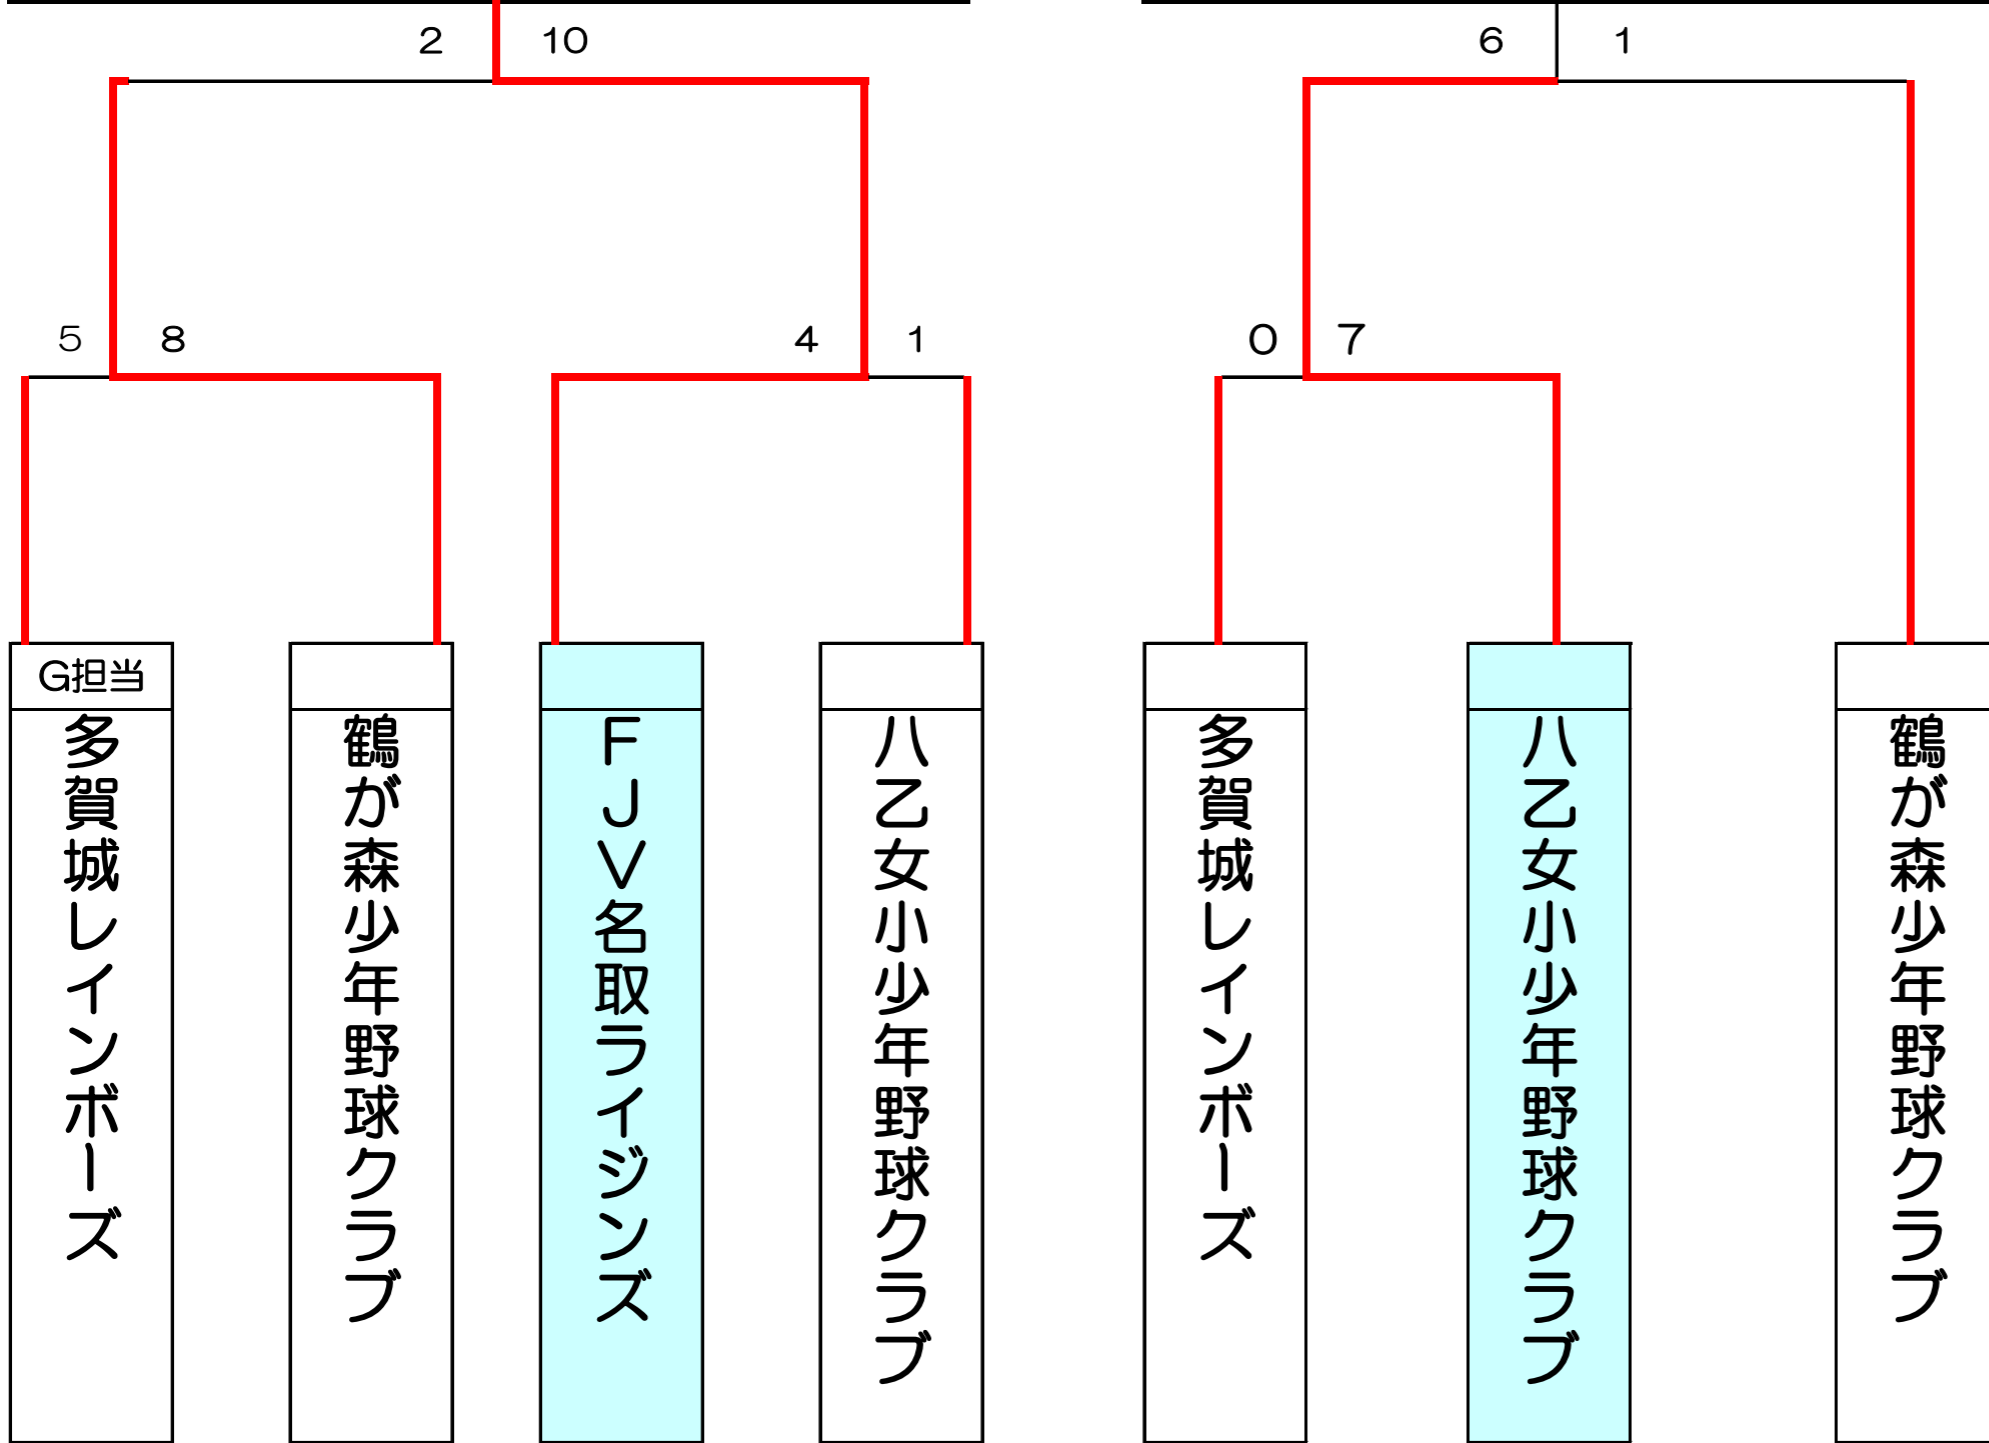 2 10
6 1
5 8
4 1
0 7
G担当
多賀城レインボーズ
鶴が森少年野球クラブ
FJV名取ライジンズ
八乙女小少年野球クラブ
多賀城レインボーズ
八乙女小少年野球クラブ
鶴が森少年野球クラブ